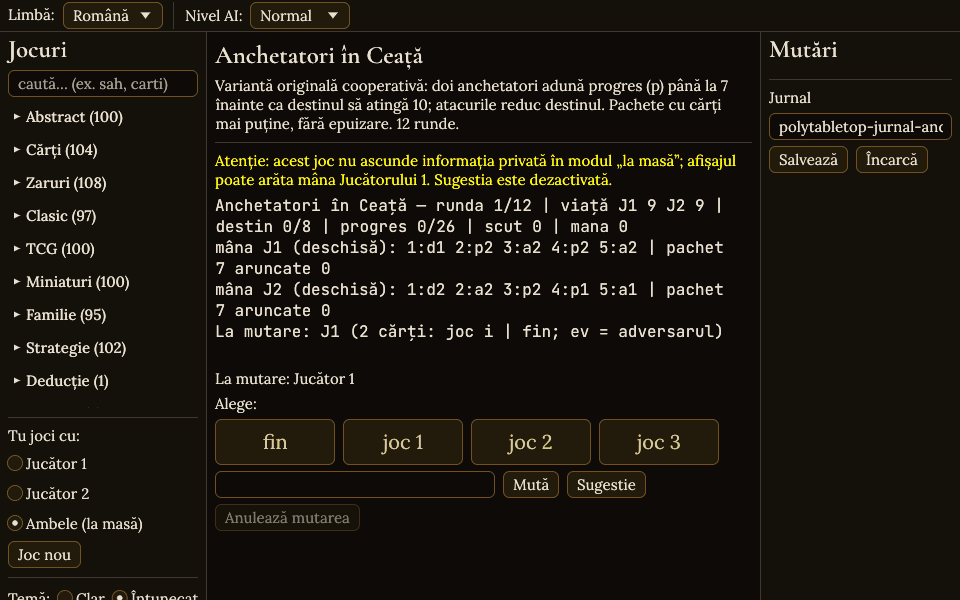 Limbă: Română ▼ Nivel AI: Normal ▼
Jocuri
caută... (ex. sah, carti)
▸ Abstract (100)
▸ Cărți (104)
▸ Zaruri (108)
▸ Clasic (97)
▸ TCG (100)
▸ Miniaturi (100)
▸ Familie (95)
▸ Strategie (102)
▸ Deducție (1)
Tu joci cu:
Jucător 1
Jucător 2
Ambele (la masă)
Joc nou
Temă: Clar Întunecat
Anchetatori în Ceață
Variantă originală cooperativă: doi anchetatori adună progres (p) până la 7
înainte ca destinul să atingă 10; atacurile reduc destinul. Pachete cu cărți
mai puține, fără epuizare. 12 runde.
Atenție: acest joc nu ascunde informația privată în modul „la masă”; afișajul
poate arăta mâna Jucătorului 1. Sugestia este dezactivată.
Anchetatori în Ceață — runda 1/12 | viață J1 9 J2 9 |
destin 0/8 | progres 0/26 | scut 0 | mana 0
mâna J1 (deschisă): 1:d1 2:p2 3:a2 4:p2 5:a2 | pachet
7 aruncate 0
mâna J2 (deschisă): 1:d2 2:a2 3:p2 4:p1 5:a1 | pachet
7 aruncate 0
La mutare: J1 (2 cărți: joc i | fin; ev = adversarul)
La mutare: Jucător 1
Alege:
fin joc 1 joc 2 joc 3
Mută Sugestie
Anulează mutarea
Mutări
Jurnal
polytabletop-jurnal-anc
Salvează Încarcă